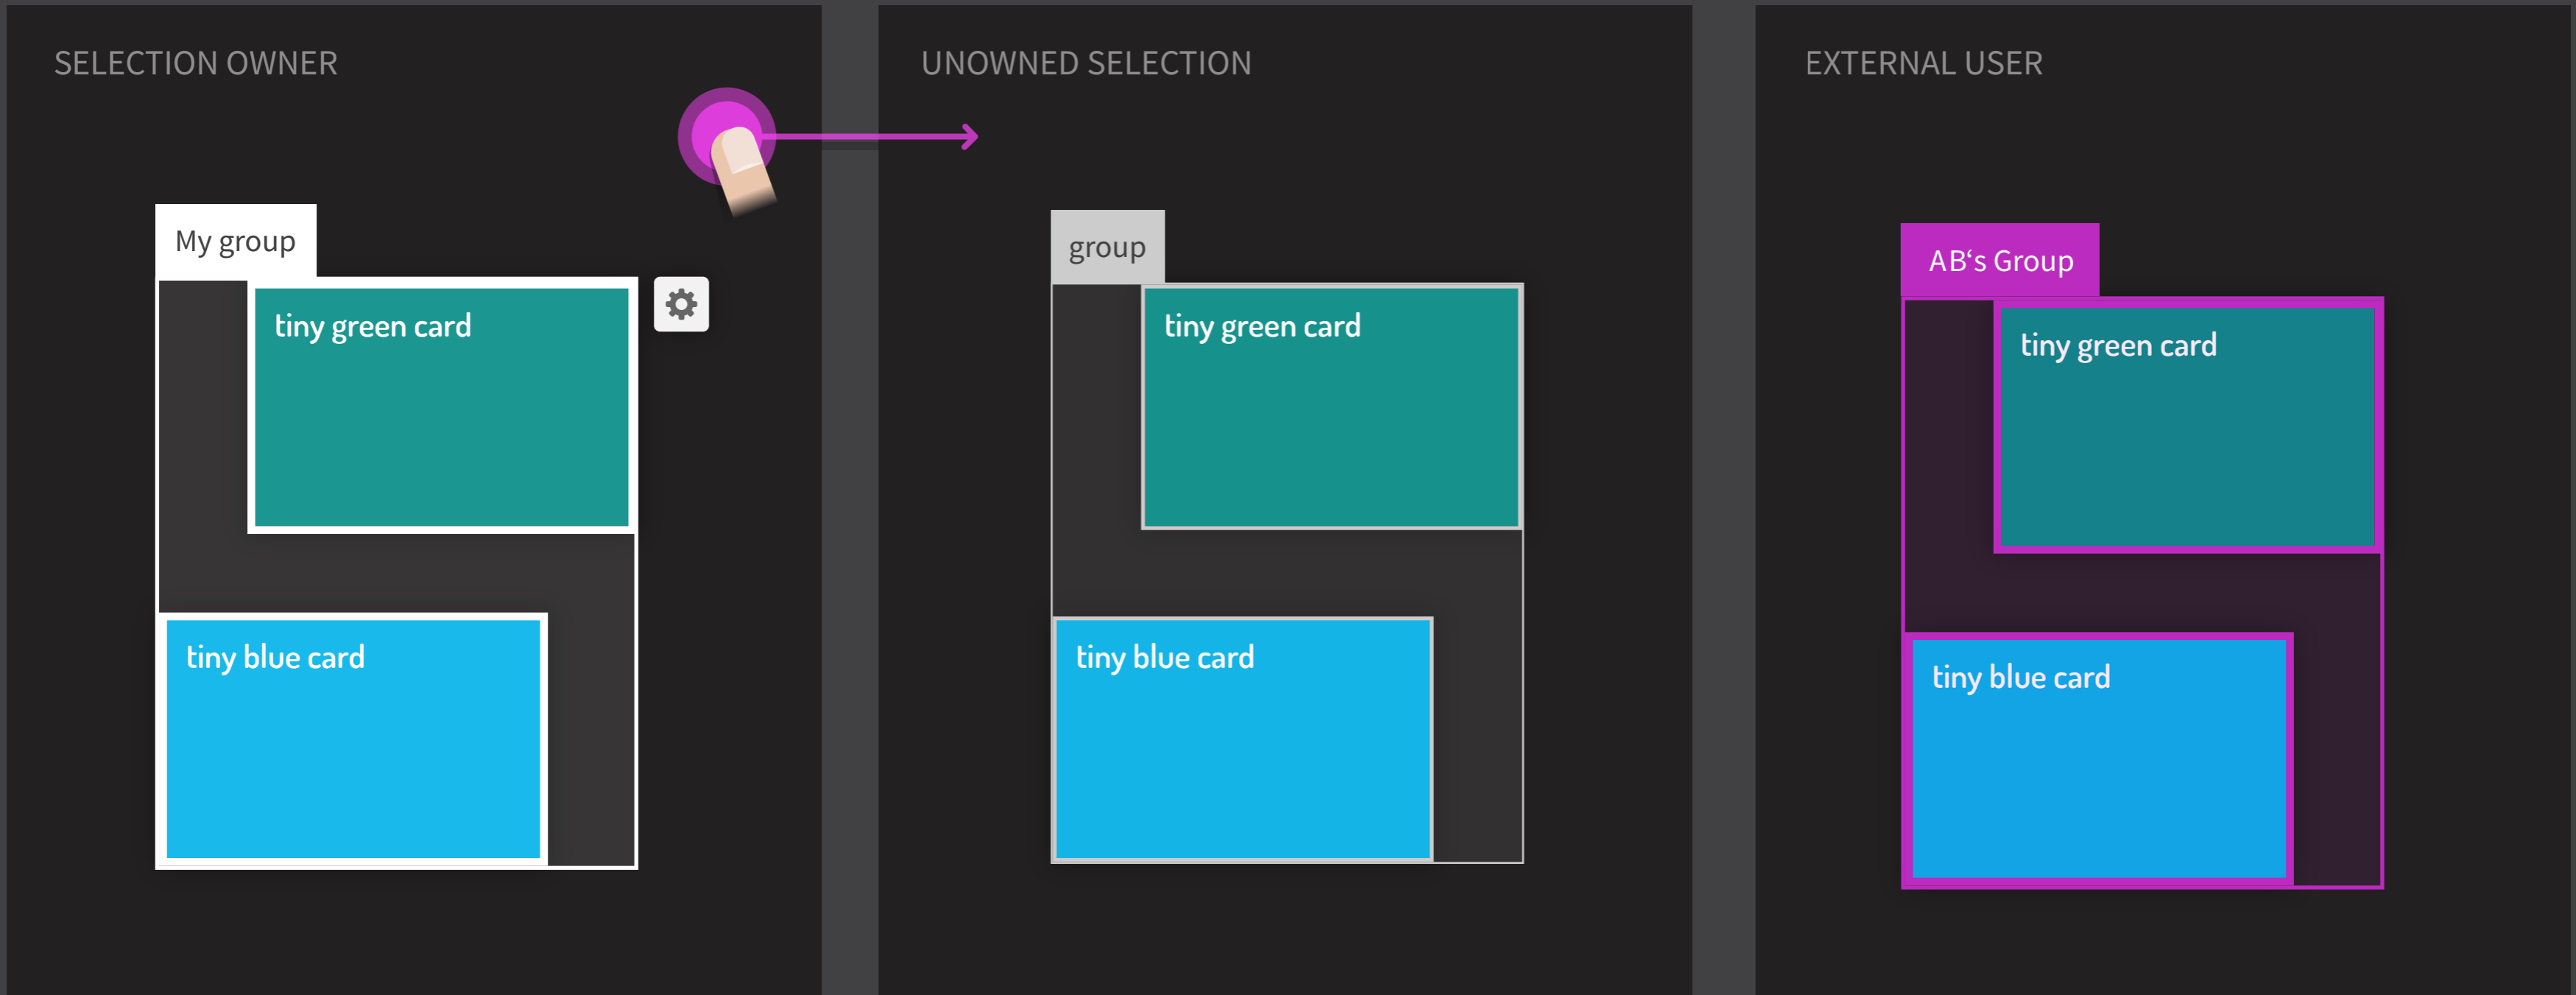 SELECTION OWNER
My group
tiny green card
tiny blue card
UNOWNED SELECTION
group
tiny green card
tiny blue card
EXTERNAL USER
AB‘s Group
tiny green card
tiny blue card